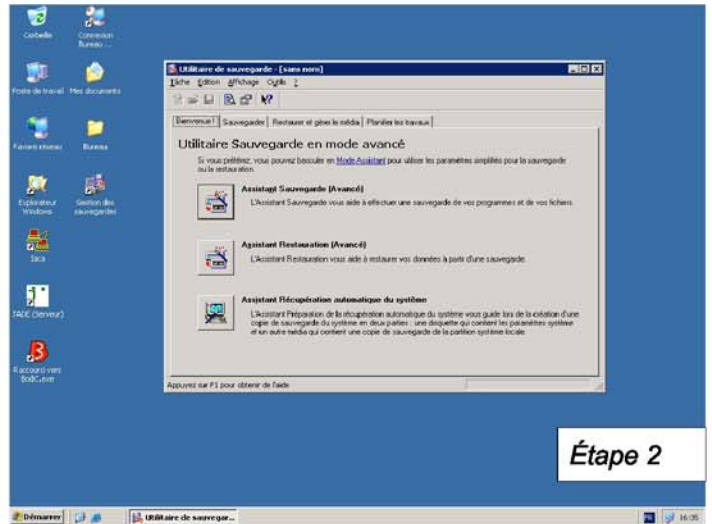 Corbeille
Connexion
Bureau ...
Poste de travail
Mes documents
Favoris réseau
Bureau
Explorateur
Windows
Gestion des
sauvegardes
JADE (Serveur)
Raccourci vers
BodiC.exe
Utilitaire de sauvegarde - [sans nom]
Tâche Edition Affichage Outils ?
Bienvenue ! Sauvegarder Restaurer et gérer le média Planifier les travaux
Utilitaire Sauvegarde en mode avancé
Si vous préférez, vous pouvez basculer en Mode Assistant pour utiliser les paramètres simplifiés pour la sauvegarde
ou la restauration.
Assistant Sauvegarde (Avancé)
L'Assistant Sauvegarde vous aide à effectuer une sauvegarde de vos programmes et de vos fichiers.
Assistant Restauration (Avancé)
L'Assistant Restauration vous aide à restaurer vos données à partir d'une sauvegarde.
Assistant Récupération automatique du système
L'Assistant Préparation de la récupération automatique du système vous guide lors de la création d'une
copie de sauvegarde du système en deux parties : une disquette qui contient les paramètres système
et un autre média qui contient une copie de sauvegarde de la partition système locale.
Appuyez sur F1 pour obtenir de l'aide
Étape 2
Démarrer
Utilitaire de sauvegar...
FR
16:35